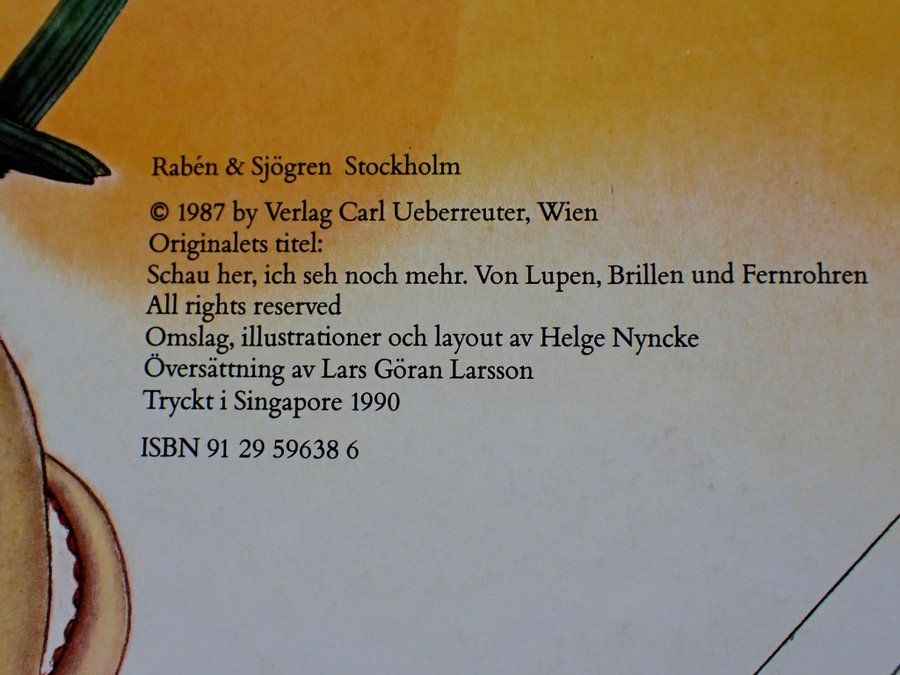 Rabén & Sjögren Stockholm
© 1987 by Verlag Carl Ueberreuter, Wien
Originalets titel:
Schau her, ich seh noch mehr. Von Lupen, Brillen und Fernrohren
All rights reserved
Omslag, illustrationer och layout av Helge Nyncke
Översättning av Lars Göran Larsson
Tryckt i Singapore 1990
ISBN 91 29 59638 6